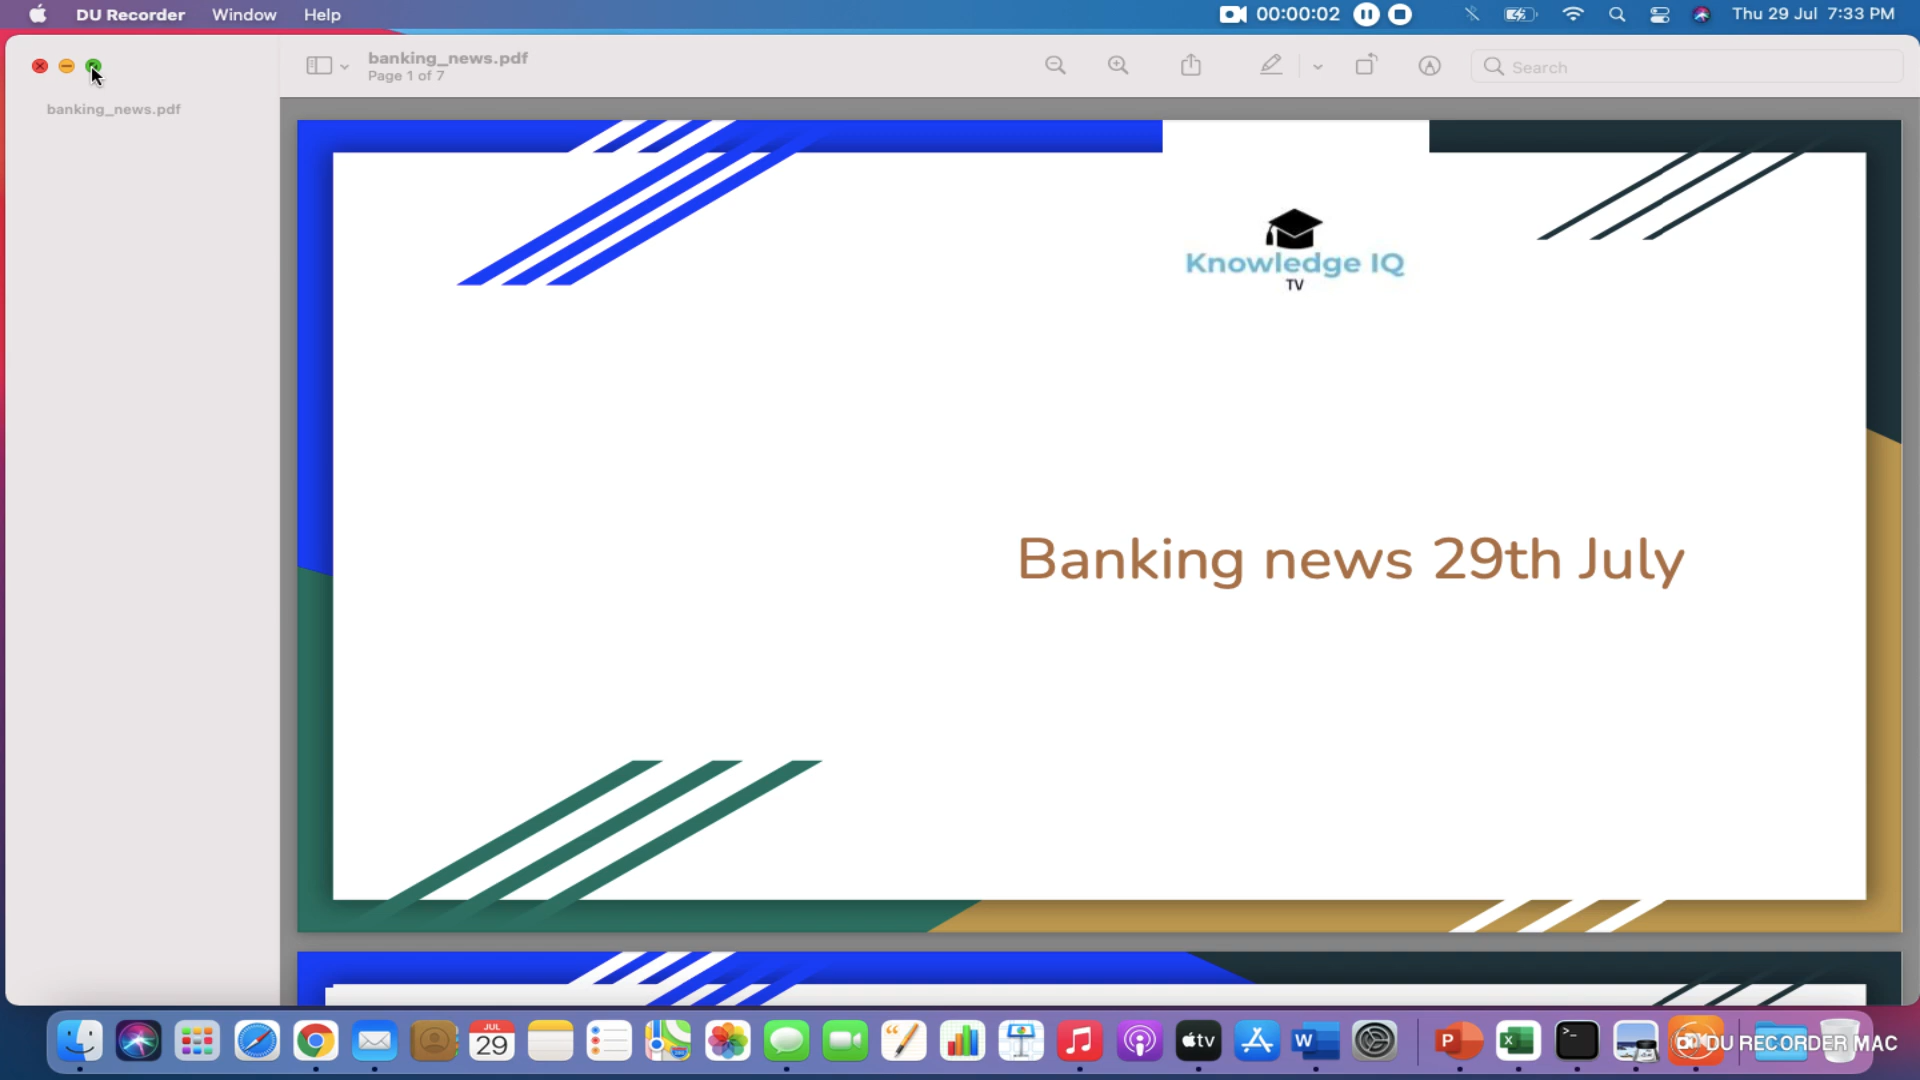 DU Recorder Window Help 00:00:02 Thu 29 Jul 7:33 PM
banking_news.pdf
Page 1 of 7
Search
banking_news.pdf
Knowledge IQ
TV
Banking news 29th July
JUL
29
tv
W
P
X
>_
DU RECORDER MAC